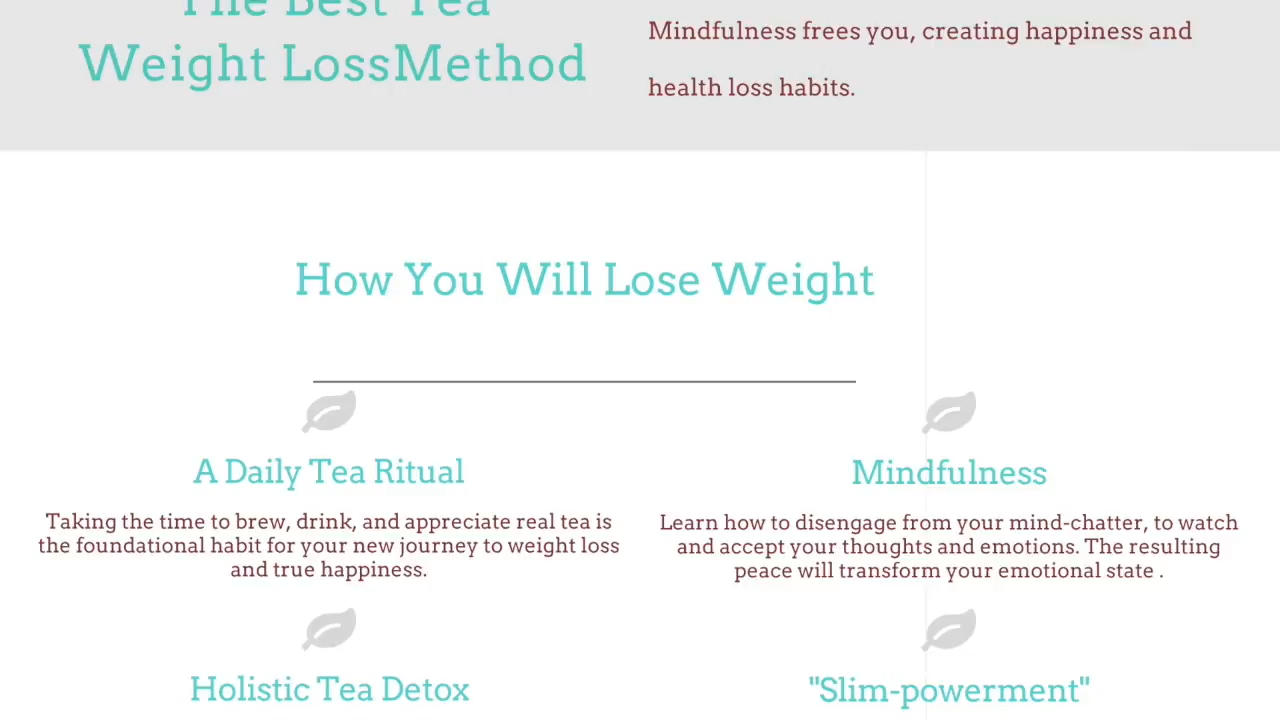 The Best Tea
Weight LossMethod
Mindfulness frees you, creating happiness and
health loss habits.
How You Will Lose Weight
A Daily Tea Ritual
Taking the time to brew, drink, and appreciate real tea is
the foundational habit for your new journey to weight loss
and true happiness.
Mindfulness
Learn how to disengage from your mind-chatter, to watch
and accept your thoughts and emotions. The resulting
peace will transform your emotional state .
Holistic Tea Detox
"Slim-powerment"